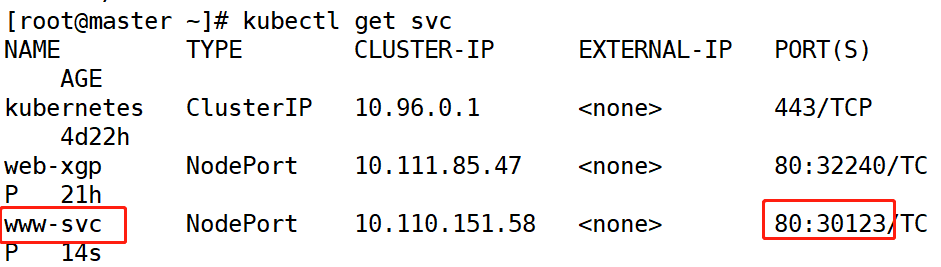 [root@master ~]# kubectl get svc
NAME TYPE CLUSTER-IP EXTERNAL-IP PORT(S)
AGE
kubernetes ClusterIP 10.96.0.1 <none> 443/TCP
4d22h
web-xgp NodePort 10.111.85.47 <none> 80:32240/TC
P 21h
www-svc NodePort 10.110.151.58 <none> 80:30123/TC
P 14s